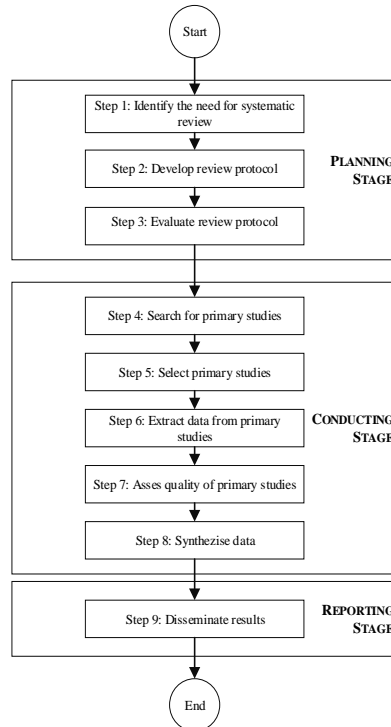 Start
Step 1: Identify the need for systematic
review
Step 2: Develop review protocol
Step 3: Evaluate review protocol
PLANNING
STAGE
Step 4: Search for primary studies
Step 5: Select primary studies
Step 6: Extract data from primary
studies
Step 7: Asses quality of primary studies
Step 8: Synthezise data
CONDUCTING
STAGE
Step 9: Disseminate results
REPORTING
STAGE
End